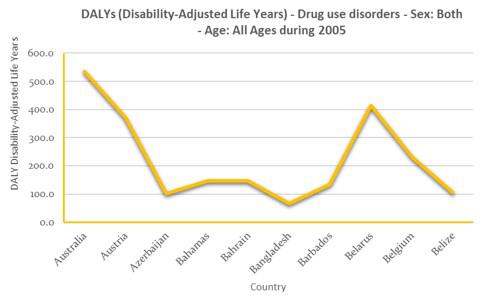 DALYs (Disability-Adjusted Life Years) - Drug use disorders - Sex: Both
- Age: All Ages during 2005
DALY Disability-Adjusted Life Years
600.0
500.0
400.0
300.0
200.0
100.0
0.0
Australia
Austria
Azerbaijan
Bahamas
Bahrain
Bangladesh
Barbados
Belarus
Belgium
Belize
Country